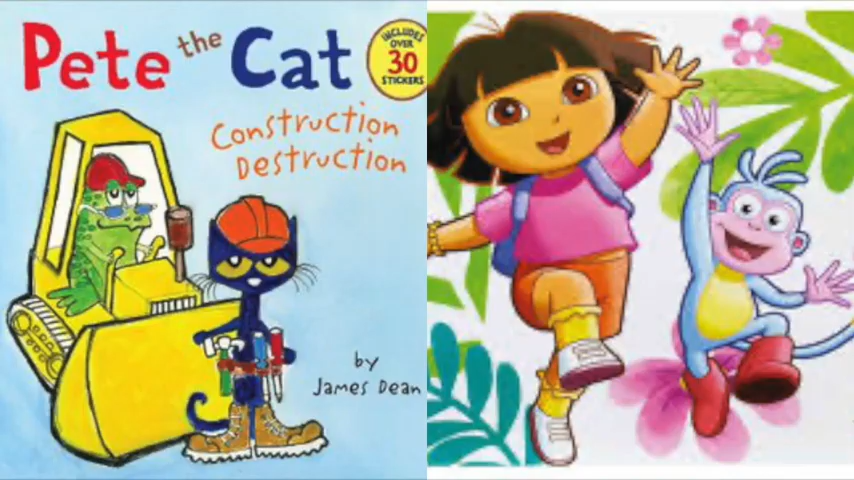 Pete the Cat
INCLUDES
OVER
30
STICKERS
Construction
Destruction
by
James Dean